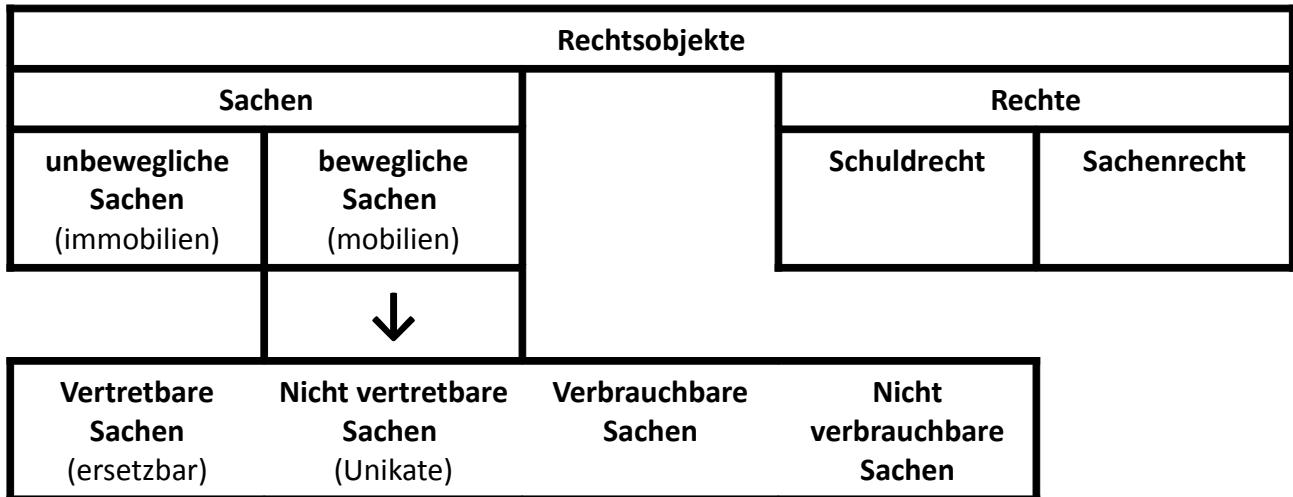 Rechtsobjekte
Sachen
Rechte
unbewegliche
Sachen
(immobilien)
bewegliche
Sachen
(mobilien)
Schuldrecht
Sachenrecht
Vertretbare
Sachen
(ersetzbar)
Nicht vertretbare
Sachen
(Unikate)
Verbrauchbare
Sachen
Nicht
verbrauchbare
Sachen